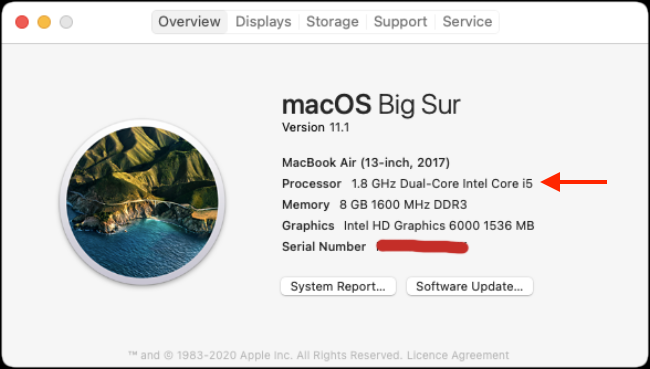 Overview Displays Storage Support Service
macOS Big Sur
Version 11.1
MacBook Air (13-inch, 2017)
Processor 1.8 GHz Dual-Core Intel Core i5
Memory 8 GB 1600 MHz DDR3
Graphics Intel HD Graphics 6000 1536 MB
Serial Number
System Report... Software Update...
™ and © 1983-2020 Apple Inc. All Rights Reserved. Licence Agreement